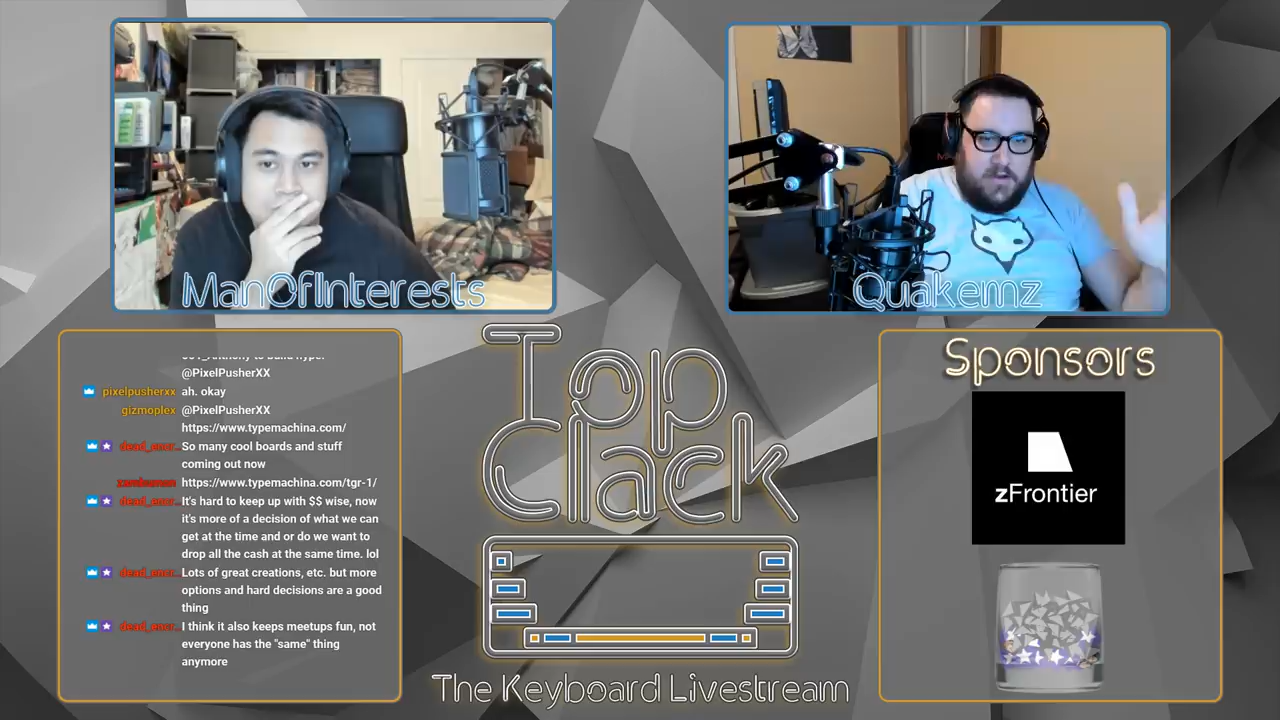 ManOfInterests
Quakemz
@PixelPusherXX
pixelpusherxx ah. okay
gizmoplex @PixelPusherXX
https://www.typemachina.com/
So many cool boards and stuff
coming out now
https://www.typemachina.com/tgr-1/
It's hard to keep up with $$ wise, now
it's more of a decision of what we can
get at the time and or do we want to
drop all the cash at the same time. lol
Lots of great creations, etc. but more
options and hard decisions are a good
thing
I think it also keeps meetups fun, not
everyone has the "same" thing
anymore
Top
Clack
The Keyboard Livestream
Sponsors
zFrontier